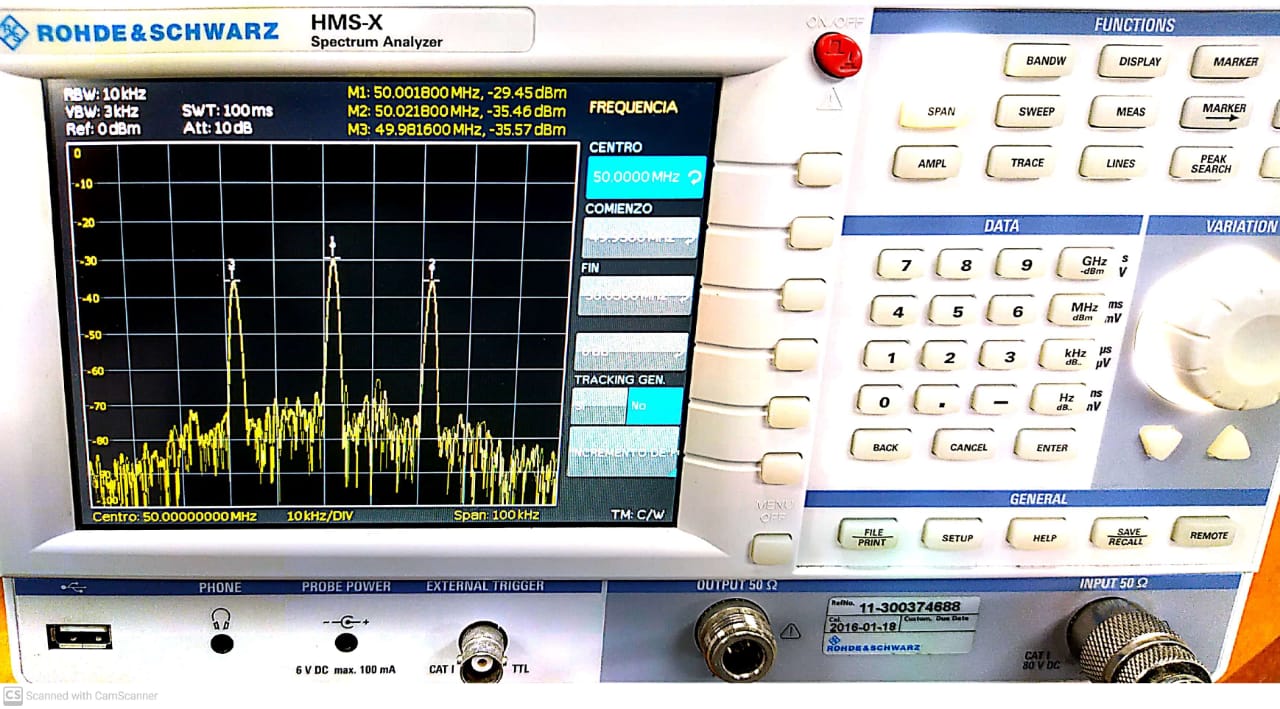 ROHDE&SCHWARZ
HMS-X
Spectrum Analyzer
ON/OFF
RBW: 10 kHz
VBW: 3 kHz
Ref: 0 dBm
SWT: 100 ms
Att: 10 dB
M1: 50.001800 MHz, -29.45 dBm
M2: 50.021800 MHz, -35.46 dBm
M3: 49.981600 MHz, -35.57 dBm
FREQUENCIA
CENTRO
50.0000 MHz
COMIENZO
FIN
TRACKING GEN.
No
INCREMENTO DE
0
-10
-20
-30
-40
-50
-60
-70
-80
-100
3
1
2
Centro: 50.00000000 MHz
10 kHz/DIV
Span: 100 kHz
TM: C/W
MENU
OFF
FUNCTIONS
BANDW
DISPLAY
MARKER
SPAN
SWEEP
MEAS
MARKER
AMPL
TRACE
LINES
PEAK
SEARCH
DATA
VARIATION
7
8
9
GHz
-dBm
s
V
4
5
6
MHz
dBm
ms
mV
1
2
3
kHz
dB..
µs
µV
0
.
–
Hz
dB..
ns
nV
BACK
CANCEL
ENTER
GENERAL
FILE
PRINT
SETUP
HELP
SAVE
RECALL
REMOTE
PHONE
PROBE POWER
EXTERNAL TRIGGER
6 V DC max. 100 mA
CAT I
TTL
OUTPUT 50 Ω
INPUT 50 Ω
RefNo. 11-300374688
Cal. 2016-01-18
Custom. Due Date
ROHDE&SCHWARZ
CAT I
80 V DC
CS Scanned with CamScanner